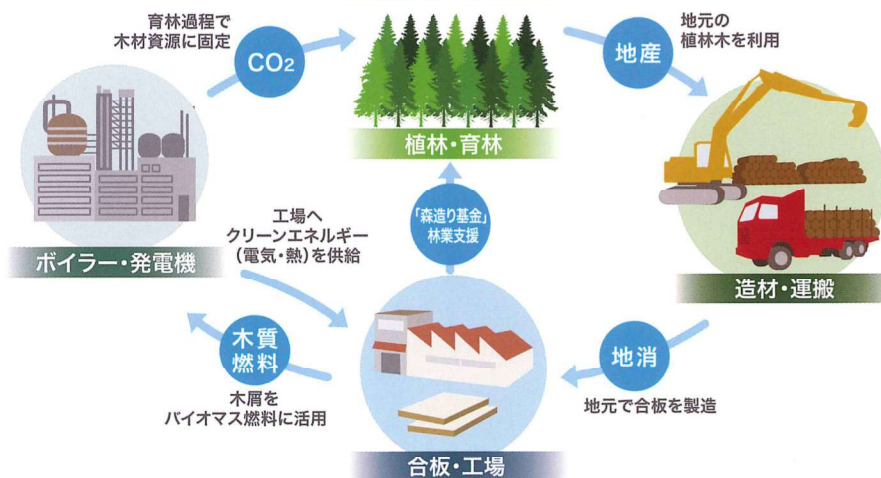 育林過程で
木材資源に固定
CO₂
植林・育林
地産
地元の
植林木を利用
造材・運搬
地消
地元で合板を製造
合板・工場
「森造り基金」
林業支援
木質
燃料
木屑を
バイオマス燃料に活用
ボイラー・発電機
工場へ
クリーンエネルギー
(電気・熱)を供給